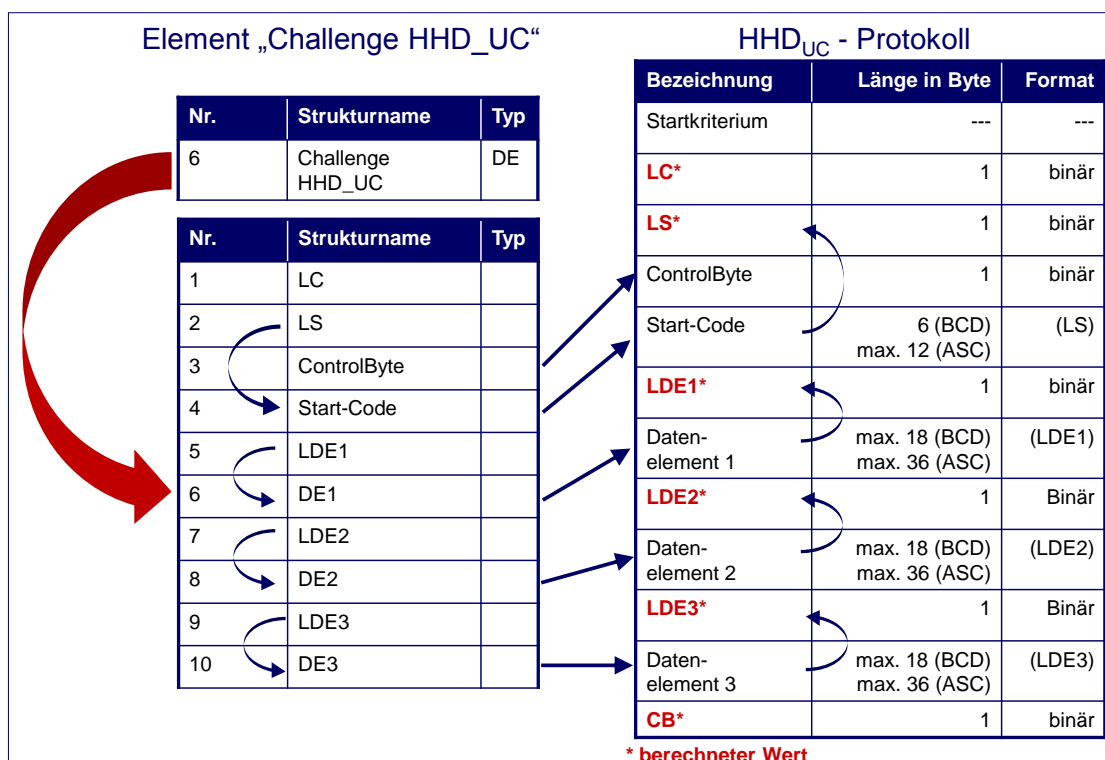 Element „Challenge HHD_UC“
Nr. Strukturname Typ
6 Challenge DE
HHD_UC
Nr. Strukturname Typ
1 LC
2 LS
3 ControlByte
4 Start-Code
5 LDE1
6 DE1
7 LDE2
8 DE2
9 LDE3
10 DE3
HHDUC - Protokoll
Bezeichnung Länge in Byte Format
Startkriterium --- ---
LC* 1 binär
LS* 1 binär
ControlByte 1 binär
Start-Code 6 (BCD) (LS)
max. 12 (ASC)
LDE1* 1 binär
Daten- max. 18 (BCD) (LDE1)
element 1 max. 36 (ASC)
LDE2* 1 Binär
Daten- max. 18 (BCD) (LDE2)
element 2 max. 36 (ASC)
LDE3* 1 Binär
Daten- max. 18 (BCD) (LDE3)
element 3 max. 36 (ASC)
CB* 1 binär
* berechneter Wert